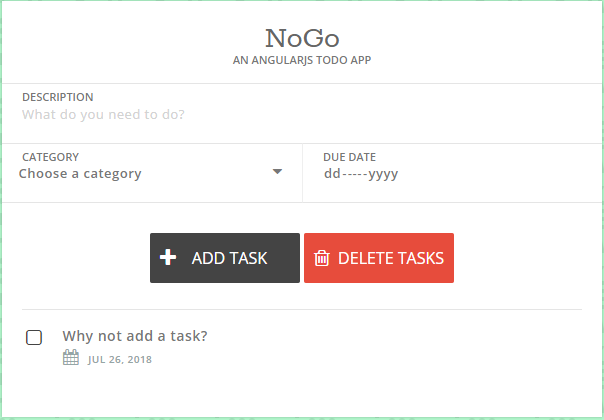 NoGo
AN ANGULARJS TODO APP
DESCRIPTION
What do you need to do?
CATEGORY
Choose a category
DUE DATE
dd-----yyyy
ADD TASK
DELETE TASKS
Why not add a task?
JUL 26, 2018